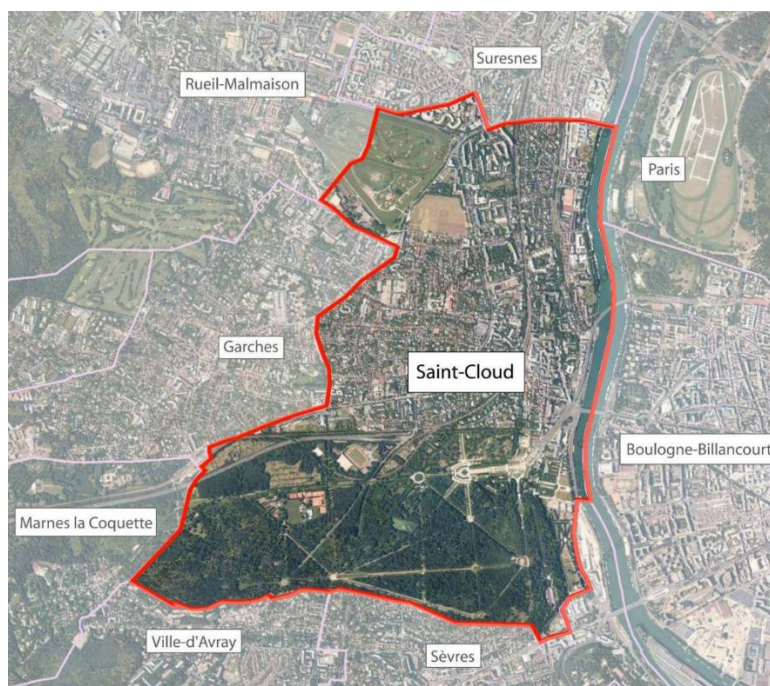 Suresnes
Rueil-Malmaison
Paris
Garches
Saint-Cloud
Boulogne-Billancourt
Marnes la Coquette
Ville-d'Avray
Sèvres